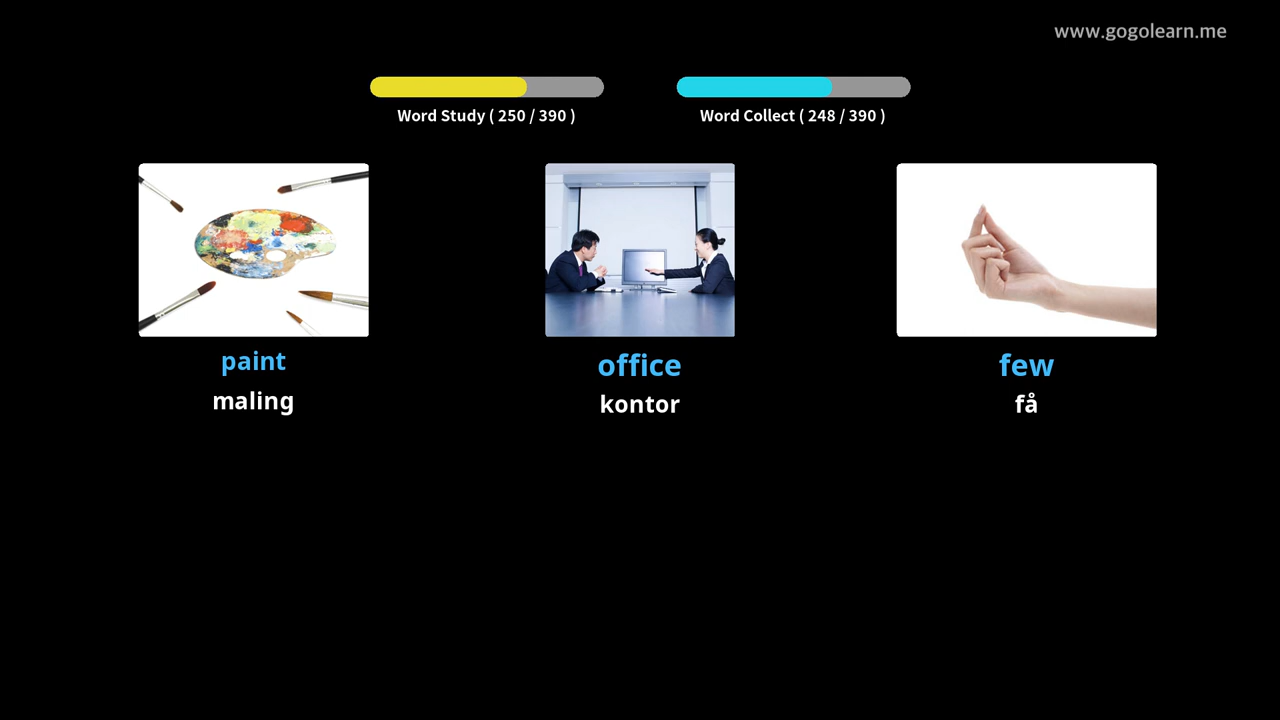 www.gogolearn.me
Word Study ( 250 / 390 )
Word Collect ( 248 / 390 )
paint
maling
office
kontor
few
få